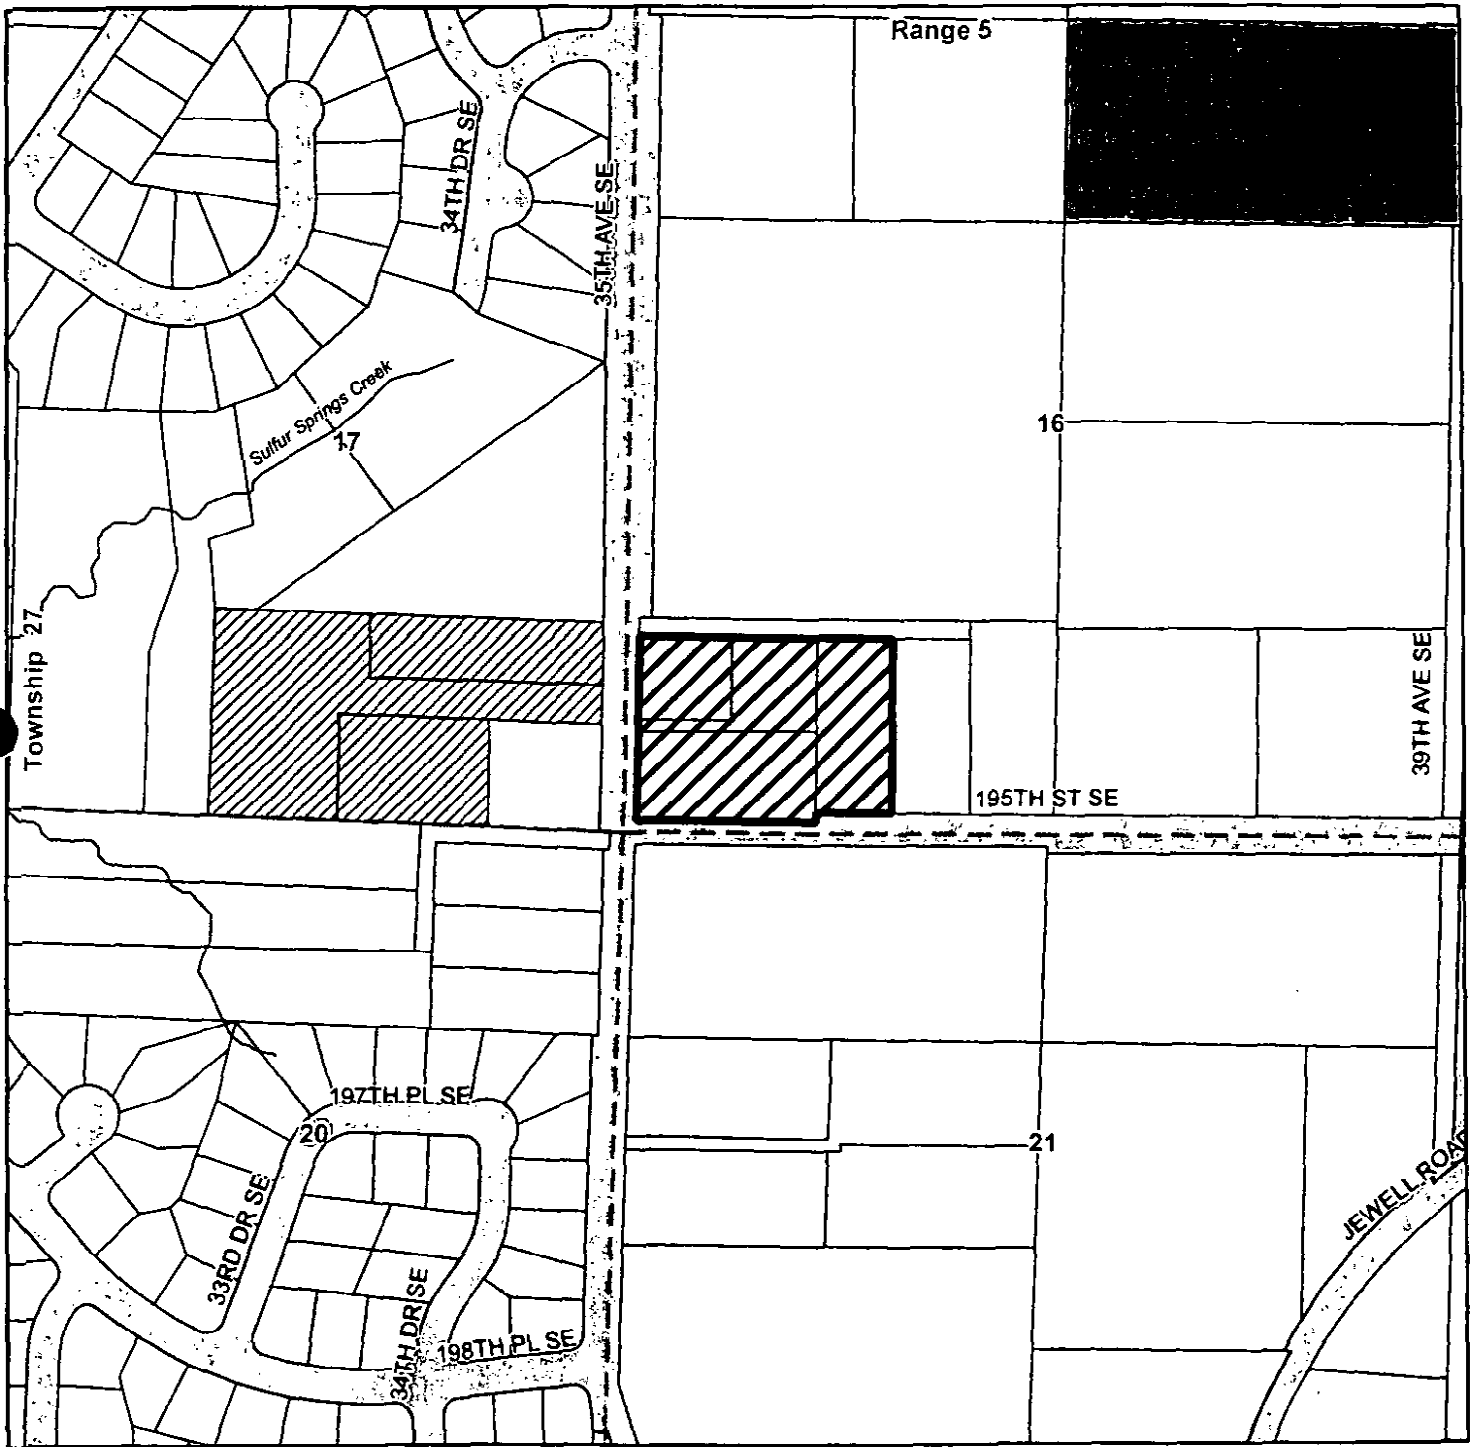 Range 5
34TH DR SE
35TH AVE SE
Sulfur Springs Creek
17
16
Township 27
39TH AVE SE
195TH ST SE
197TH PL SE
20
21
33RD DR SE
34TH DR SE
198TH PL SE
JEWELL ROAD